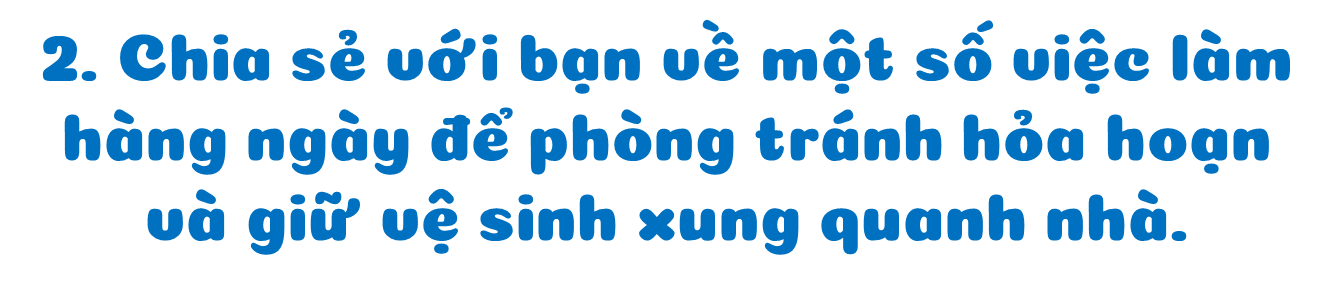 2. Chia sẻ với bạn về một số việc làm
hàng ngày để phòng tránh hỏa hoạn
và giữ vệ sinh xung quanh nhà.